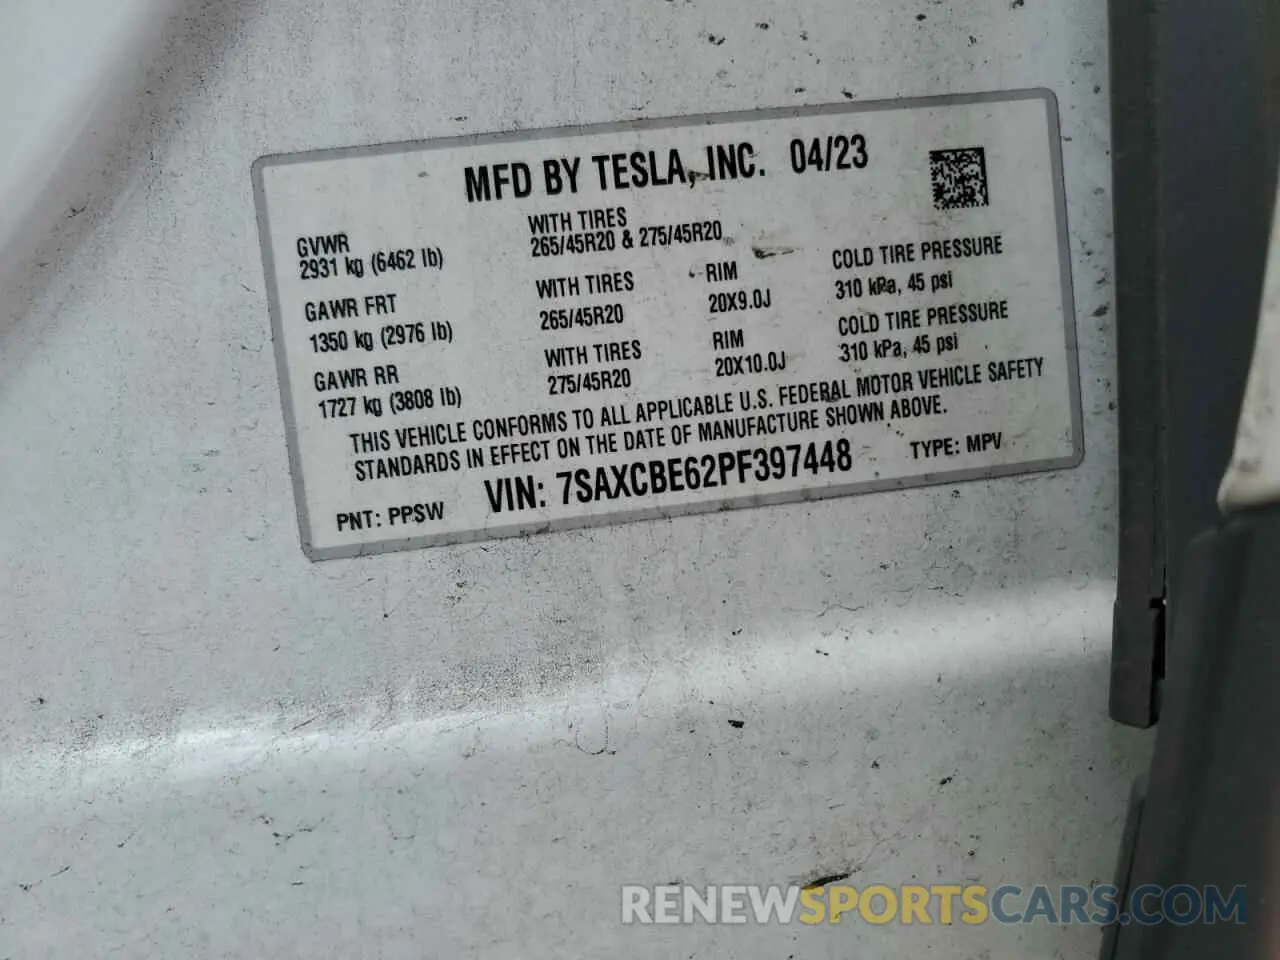 MFD BY TESLA, INC. 04/23
GVWR
2931 kg (6462 lb)
WITH TIRES
265/45R20 & 275/45R20
GAWR FRT
1350 kg (2976 lb)
WITH TIRES
265/45R20
RIM
20X9.0J
COLD TIRE PRESSURE
310 kPa, 45 psi
GAWR RR
1727 kg (3808 lb)
WITH TIRES
275/45R20
RIM
20X10.0J
COLD TIRE PRESSURE
310 kPa, 45 psi
THIS VEHICLE CONFORMS TO ALL APPLICABLE U.S. FEDERAL MOTOR VEHICLE SAFETY
STANDARDS IN EFFECT ON THE DATE OF MANUFACTURE SHOWN ABOVE.
PNT: PPSW VIN: 7SAXCBE62PF397448 TYPE: MPV
RENEWSPORTSCARS.COM